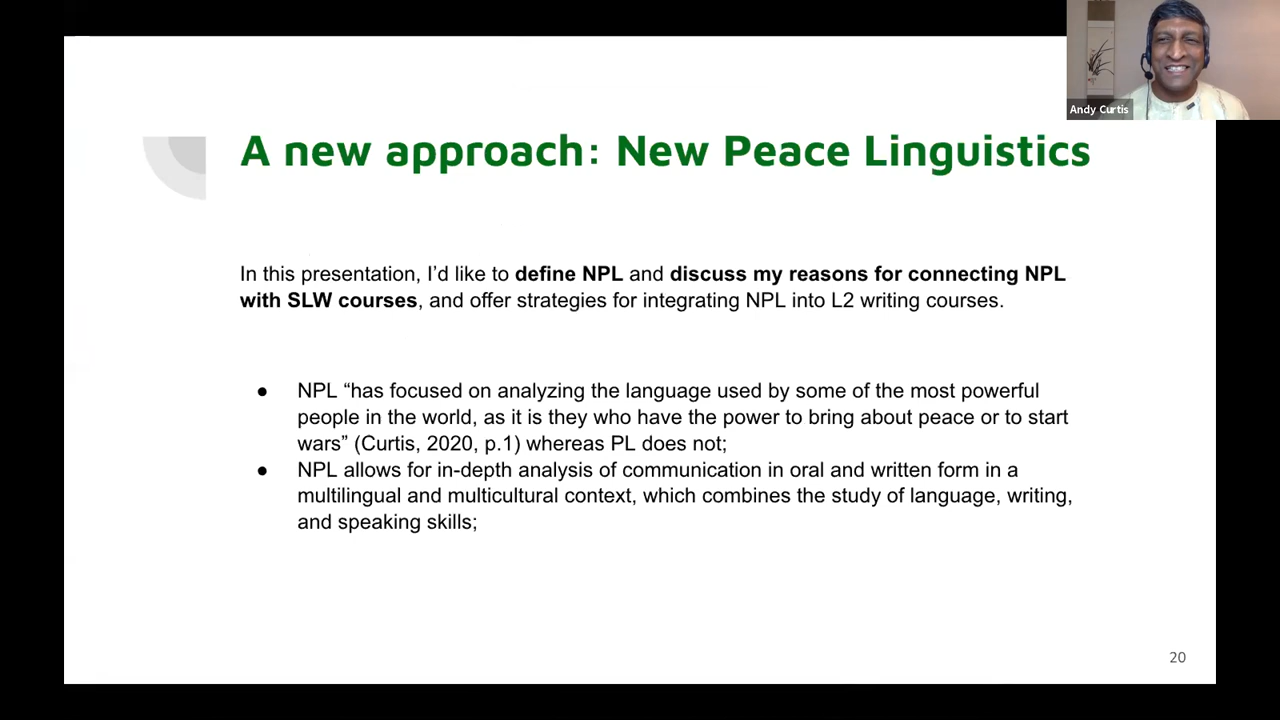 Andy Curtis
A new approach: New Peace Linguistics
In this presentation, I’d like to define NPL and discuss my reasons for connecting NPL
with SLW courses, and offer strategies for integrating NPL into L2 writing courses.
● NPL “has focused on analyzing the language used by some of the most powerful
people in the world, as it is they who have the power to bring about peace or to start
wars” (Curtis, 2020, p.1) whereas PL does not;
● NPL allows for in-depth analysis of communication in oral and written form in a
multilingual and multicultural context, which combines the study of language, writing,
and speaking skills;
20